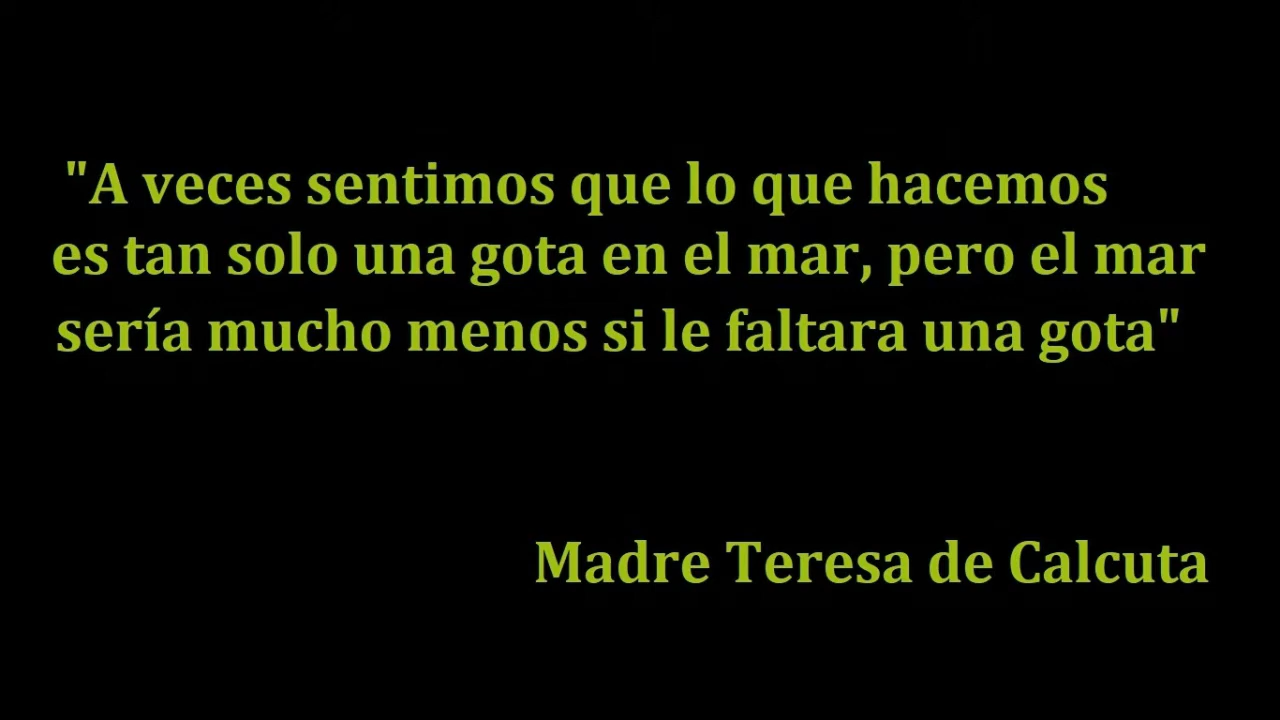 "A veces sentimos que lo que hacemos
es tan solo una gota en el mar, pero el mar
sería mucho menos si le faltara una gota"
Madre Teresa de Calcuta